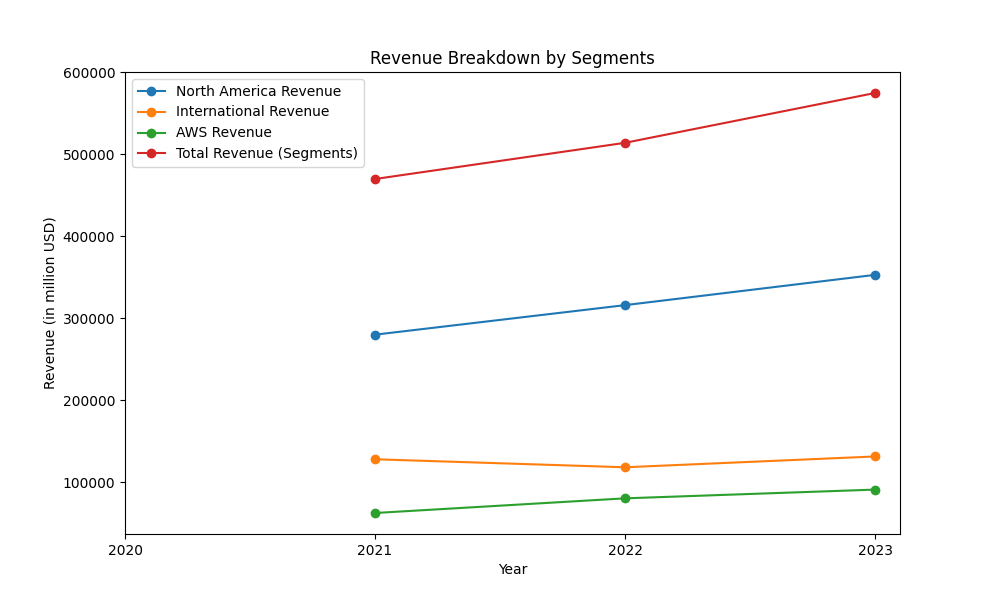 Revenue Breakdown by Segments
600000
500000
400000
300000
200000
100000
Revenue (in million USD)
North America Revenue
International Revenue
AWS Revenue
Total Revenue (Segments)
2020
2021
2022
2023
Year